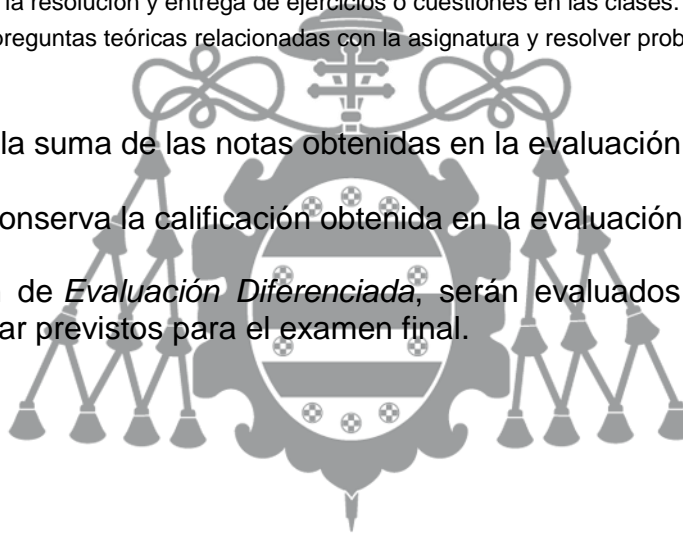 la resolución y entrega de ejercicios o cuestiones en las clases.
preguntas teóricas relacionadas con la asignatura y resolver prob
la suma de las notas obtenidas en la evaluación
onserva la calificación obtenida en la evaluación
de Evaluación Diferenciada, serán evaluados
ar previstos para el examen final.